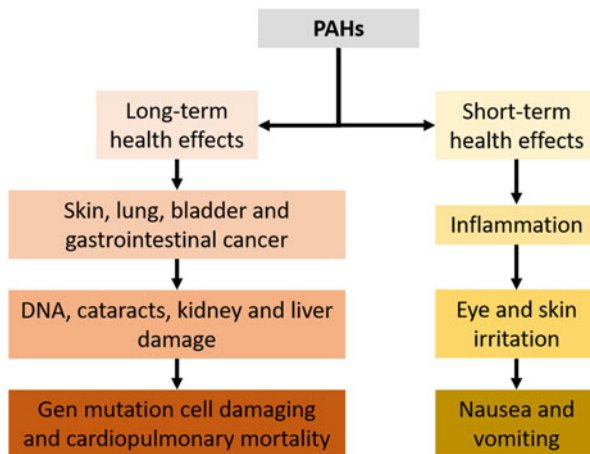 PAHs
Long-term
health effects
Short-term
health effects
Skin, lung, bladder and
gastrointestinal cancer
Inflammation
DNA, cataracts, kidney and liver
damage
Eye and skin
irritation
Gen mutation cell damaging
and cardiopulmonary mortality
Nausea and
vomiting